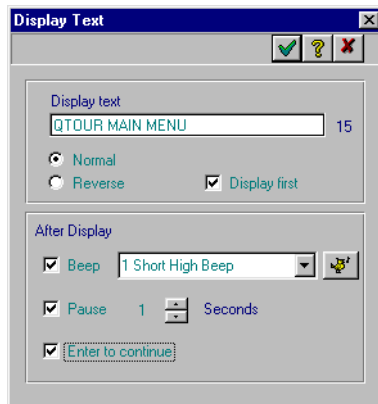 Display Text
?
Display text
QTOUR MAIN MENU 15
Normal
Reverse Display first
After Display
Beep 1 Short High Beep
Pause 1 Seconds
Enter to continue